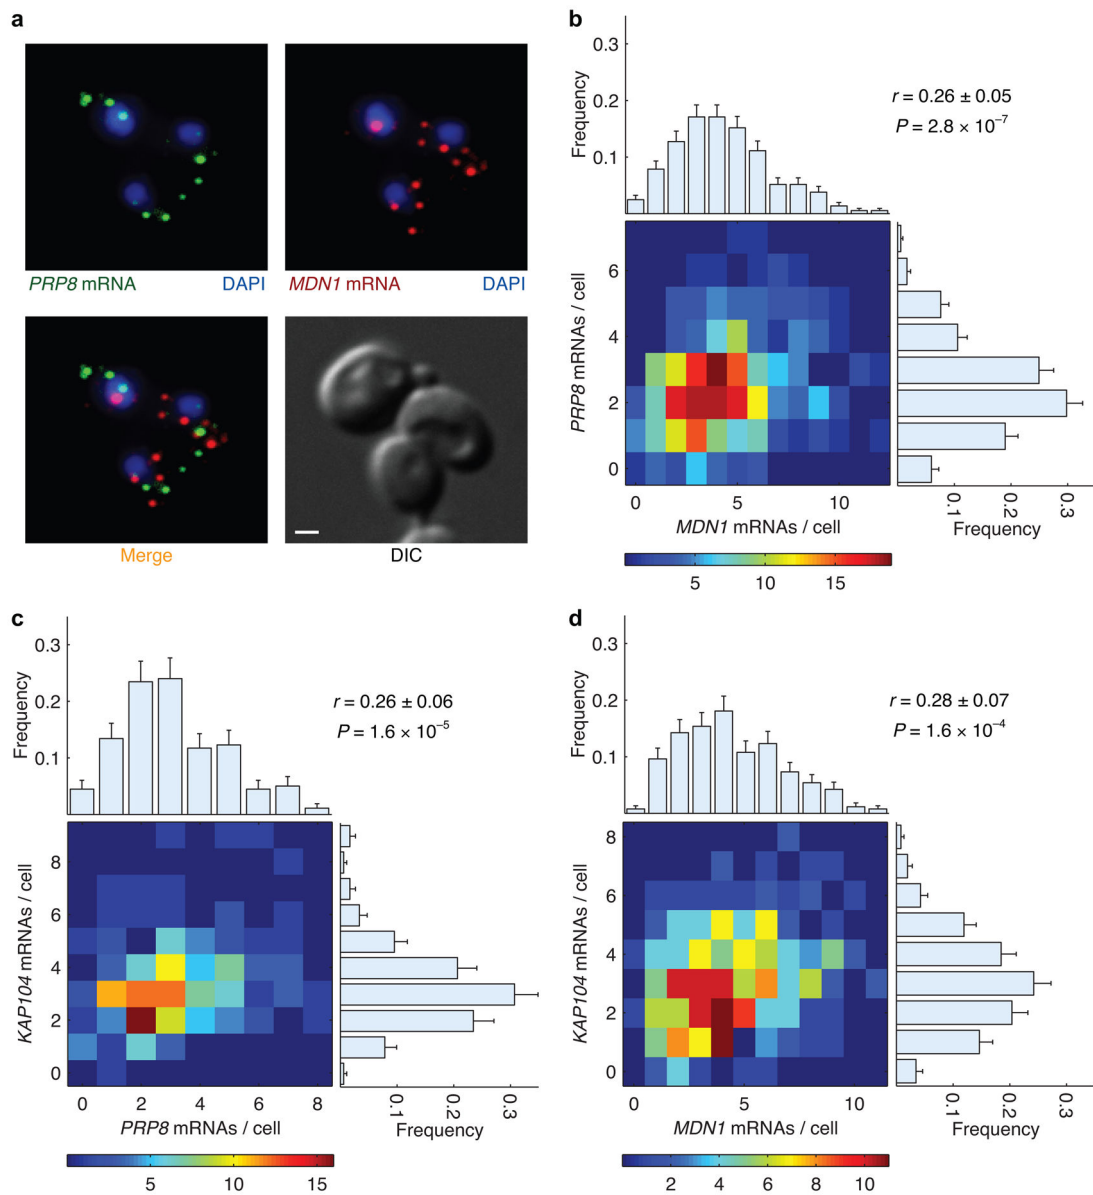 a
PRP8 mRNA DAPI
MDN1 mRNA DAPI
Merge
DIC
b
Frequency
0.3
0.2
0.1
r = 0.26 ± 0.05
P = 2.8 × 10⁻⁷
PRP8 mRNAs / cell
6
4
2
0
0 5 10
MDN1 mRNAs / cell
0.1 0.2 0.3
Frequency
5 10 15
c
Frequency
0.3
0.2
0.1
r = 0.26 ± 0.06
P = 1.6 × 10⁻⁵
KAP104 mRNAs / cell
8
6
4
2
0
0 2 4 6 8
PRP8 mRNAs / cell
0.1 0.2 0.3
Frequency
5 10 15
d
Frequency
0.3
0.2
0.1
r = 0.28 ± 0.07
P = 1.6 × 10⁻⁴
KAP104 mRNAs / cell
8
6
4
2
0
0 5 10
MDN1 mRNAs / cell
0.1 0.2 0.3
Frequency
2 4 6 8 10